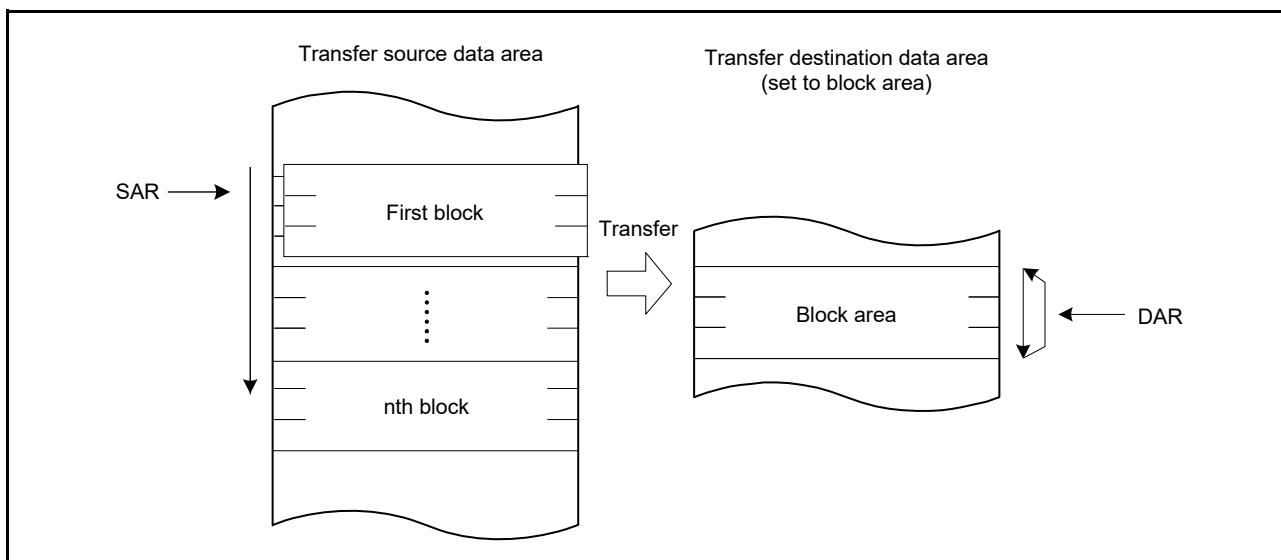 Transfer source data area
Transfer destination data area
(set to block area)
SAR
First block
Transfer
Block area
DAR
nth block